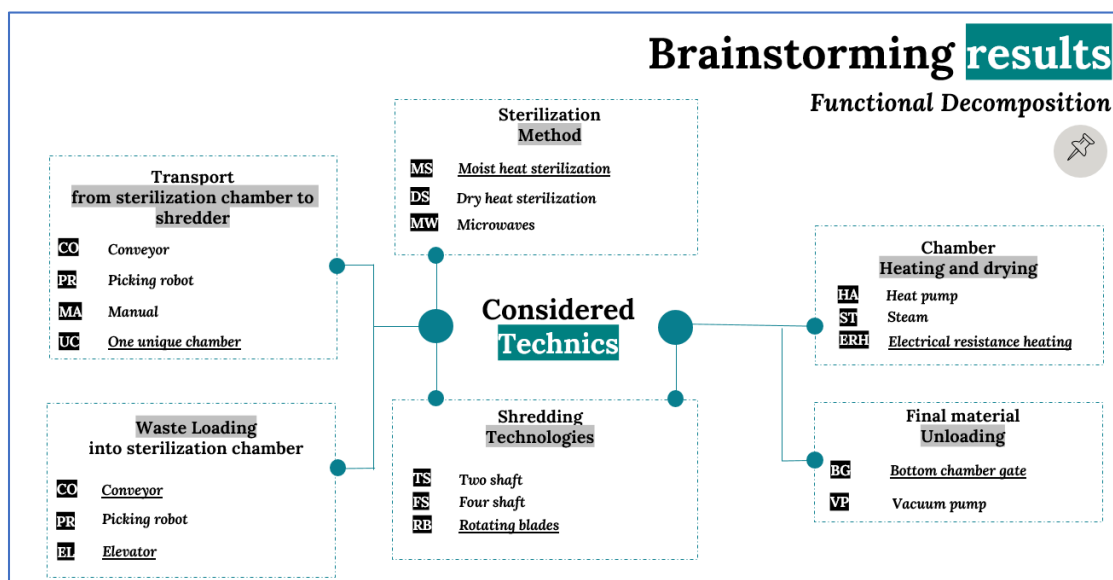 Brainstorming results
Functional Decomposition
Sterilization
Method
MS Moist heat sterilization
DS Dry heat sterilization
MW Microwaves
Transport
from sterilization chamber to
shredder
CO Conveyor
PR Picking robot
MA Manual
UC One unique chamber
Considered
Technics
Chamber
Heating and drying
HA Heat pump
ST Steam
ERH Electrical resistance heating
Waste Loading
into sterilization chamber
CO Conveyor
PR Picking robot
EL Elevator
Shredding
Technologies
TS Two shaft
FS Four shaft
RB Rotating blades
Final material
Unloading
BG Bottom chamber gate
VP Vacuum pump